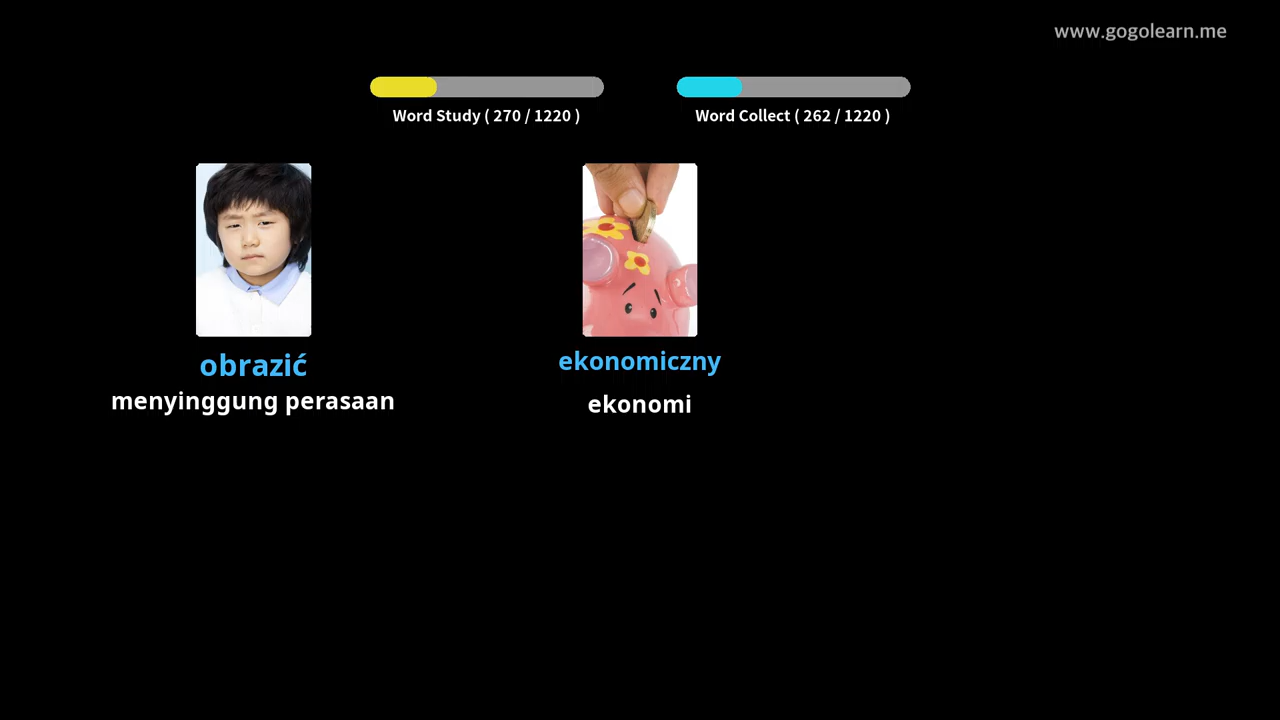 www.gogolearn.me
Word Study ( 270 / 1220 )
Word Collect ( 262 / 1220 )
obrazić
menyinggung perasaan
ekonomiczny
ekonomi